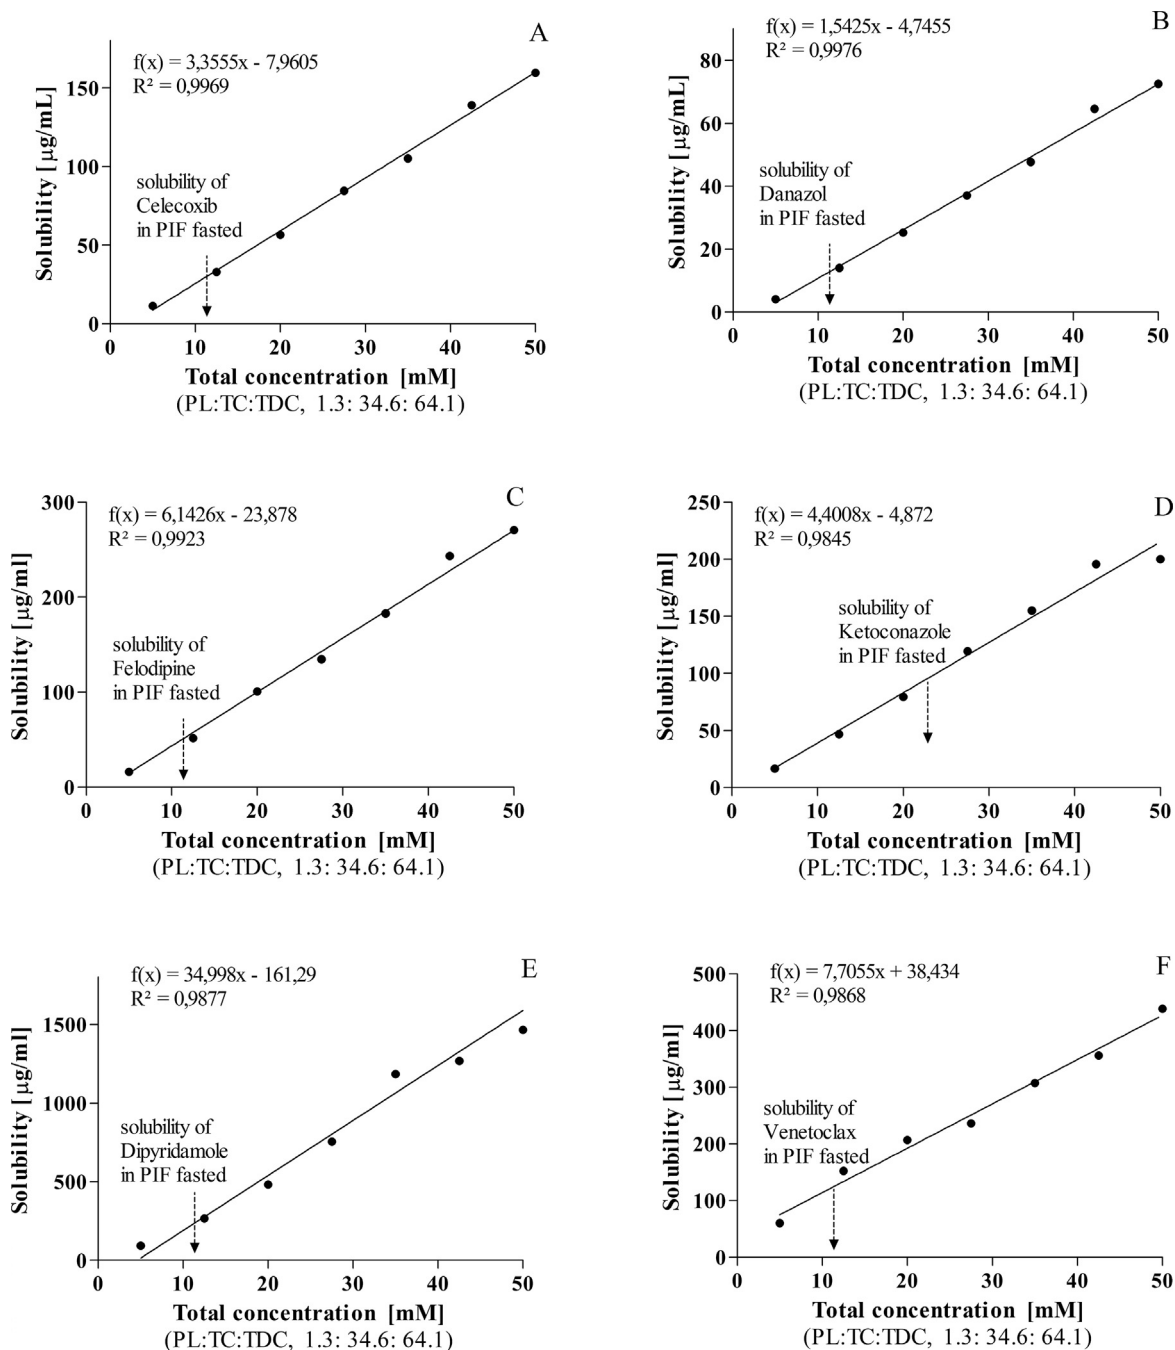 A
f(x) = 3,3555x - 7,9605
R² = 0,9969
Solubility [µg/mL]
150
100
50
0
solubility of
Celecoxib
in PIF fasted
0 10 20 30 40 50
Total concentration [mM]
(PL:TC:TDC, 1.3: 34.6: 64.1)
B
f(x) = 1,5425x - 4,7455
R² = 0,9976
Solubility [µg/mL]
80
60
40
20
0
solubility of
Danazol
in PIF fasted
0 10 20 30 40 50
Total concentration [mM]
(PL:TC:TDC, 1.3: 34.6: 64.1)
C
f(x) = 6,1426x - 23,878
R² = 0,9923
Solubility [µg/ml]
300
200
100
0
solubility of
Felodipine
in PIF fasted
0 10 20 30 40 50
Total concentration [mM]
(PL:TC:TDC, 1.3: 34.6: 64.1)
D
f(x) = 4,4008x - 4,872
R² = 0,9845
Solubility [µg/ml]
250
200
150
100
50
0
solubility of
Ketoconazole
in PIF fasted
0 10 20 30 40 50
Total concentration [mM]
(PL:TC:TDC, 1.3: 34.6: 64.1)
E
f(x) = 34,998x - 161,29
R² = 0,9877
Solubility [µg/ml]
1500
1000
500
0
solubility of
Dipyridamole
in PIF fasted
0 10 20 30 40 50
Total concentration [mM]
(PL:TC:TDC, 1.3: 34.6: 64.1)
F
f(x) = 7,7055x + 38,434
R² = 0,9868
Solubility [µg/ml]
500
400
300
200
100
0
solubility of
Venetoclax
in PIF fasted
0 10 20 30 40 50
Total concentration [mM]
(PL:TC:TDC, 1.3: 34.6: 64.1)